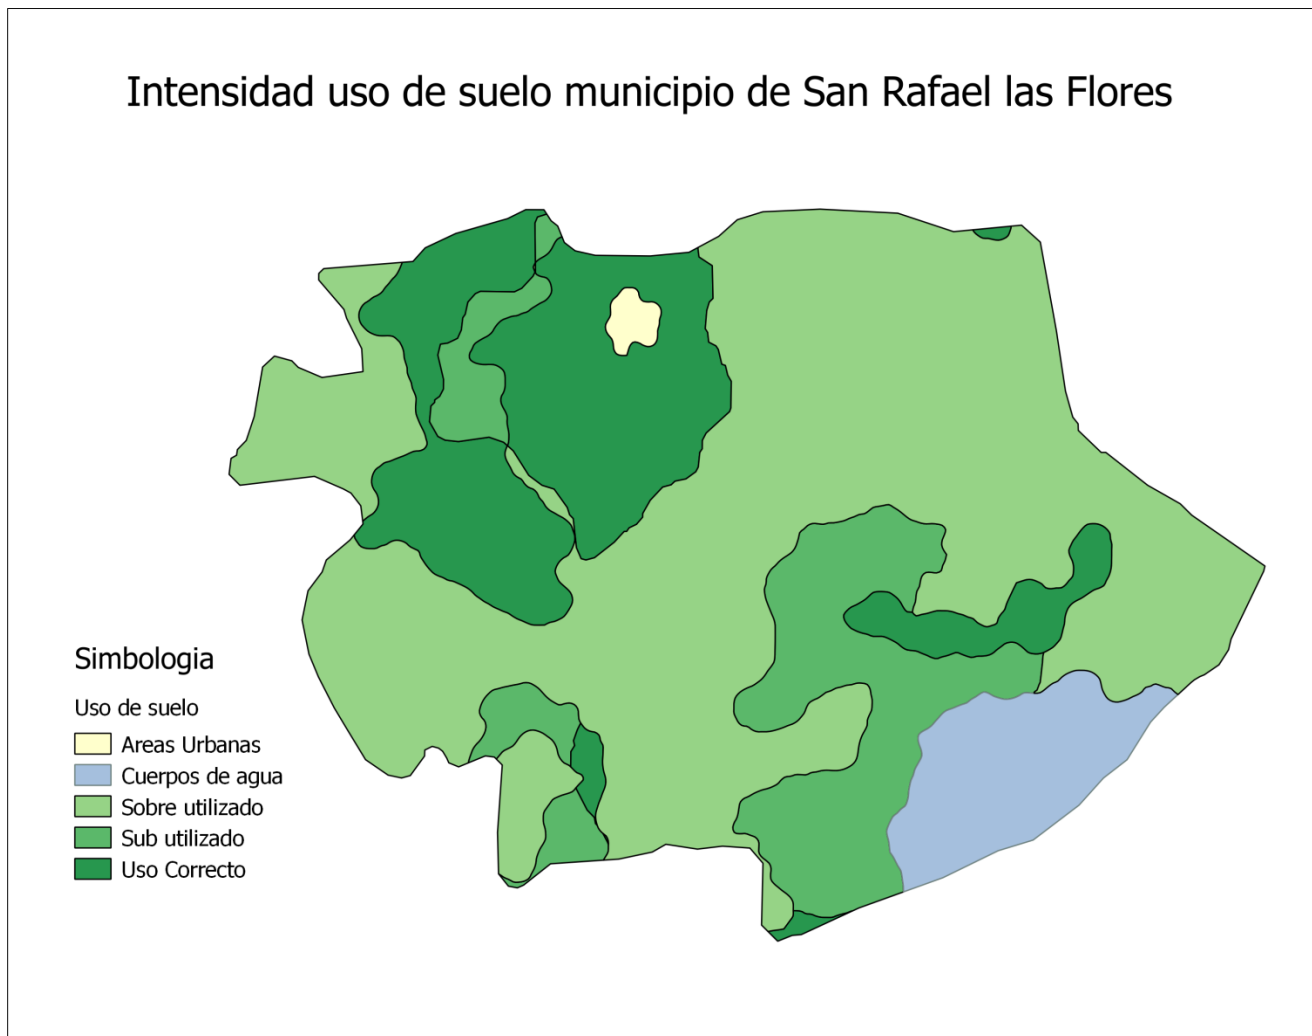 Intensidad uso de suelo municipio de San Rafael las Flores
Simbologia
Uso de suelo
Areas Urbanas
Cuerpos de agua
Sobre utilizado
Sub utilizado
Uso Correcto